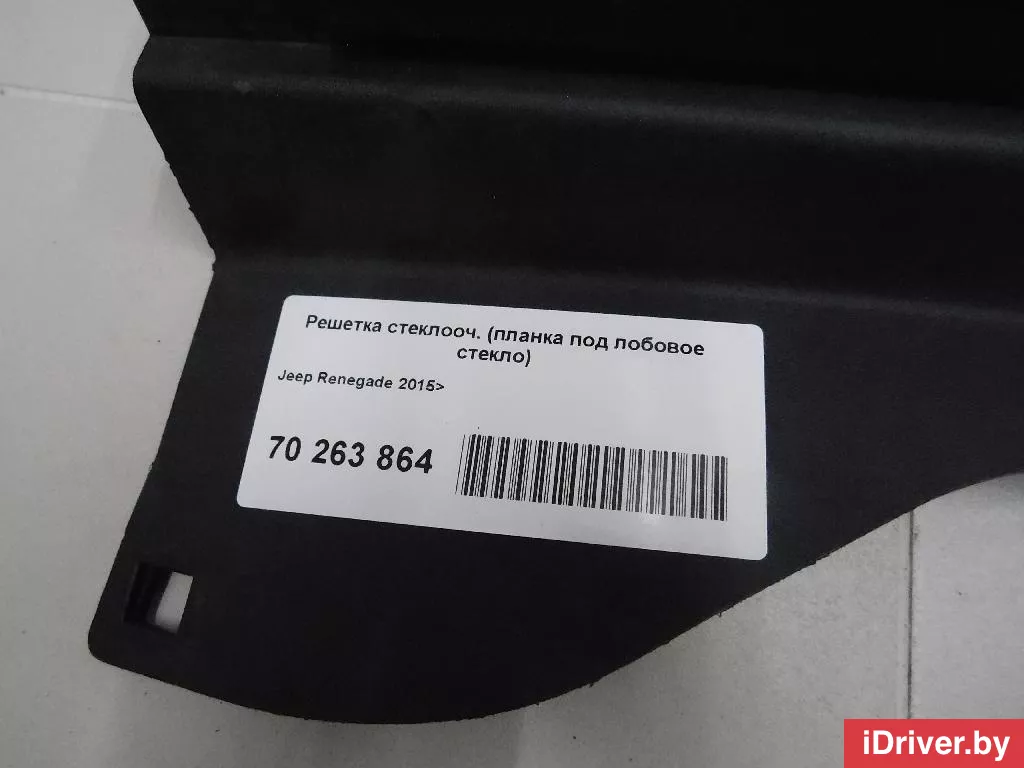 Решетка стеклооч. (планка под лобовое
стекло)
Jeep Renegade 2015>
70 263 864
iDriver.by